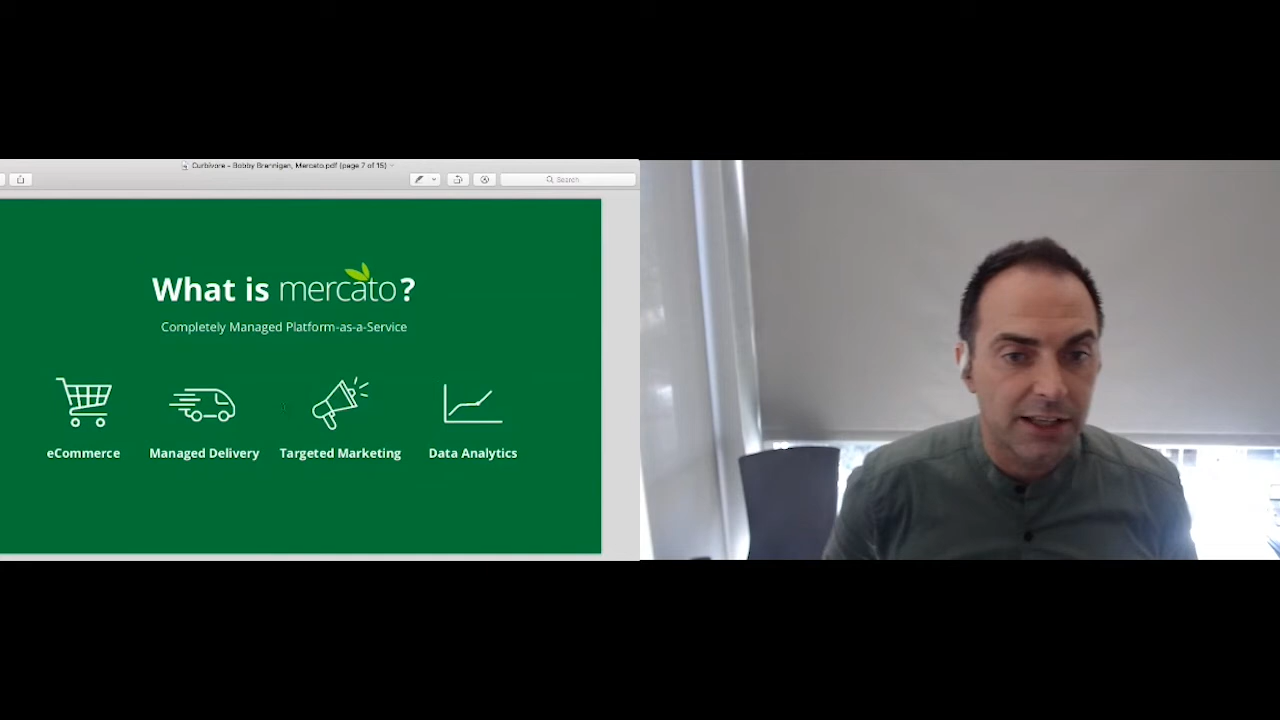 Curbivore - Bobby Brannigan, Mercato.pdf (page 7 of 15)
Search
What is mercato?
Completely Managed Platform-as-a-Service
eCommerce Managed Delivery Targeted Marketing Data Analytics